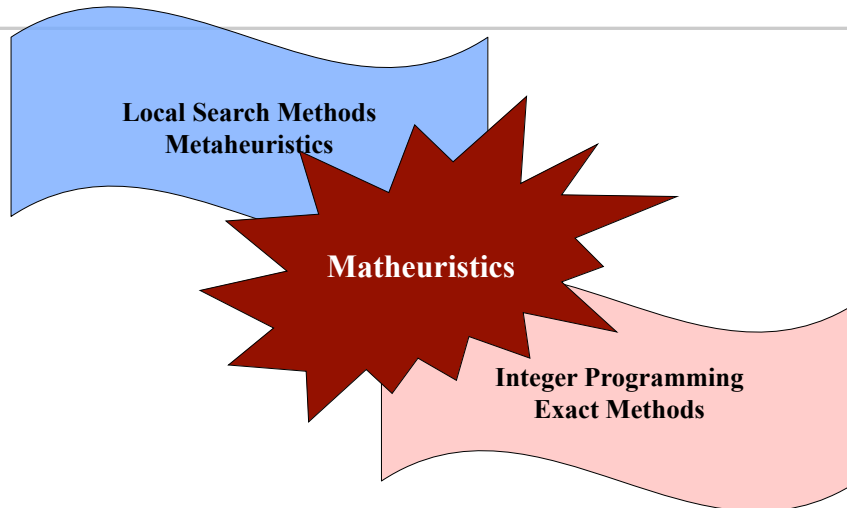 Local Search Methods
Metaheuristics
Matheuristics
Integer Programming
Exact Methods